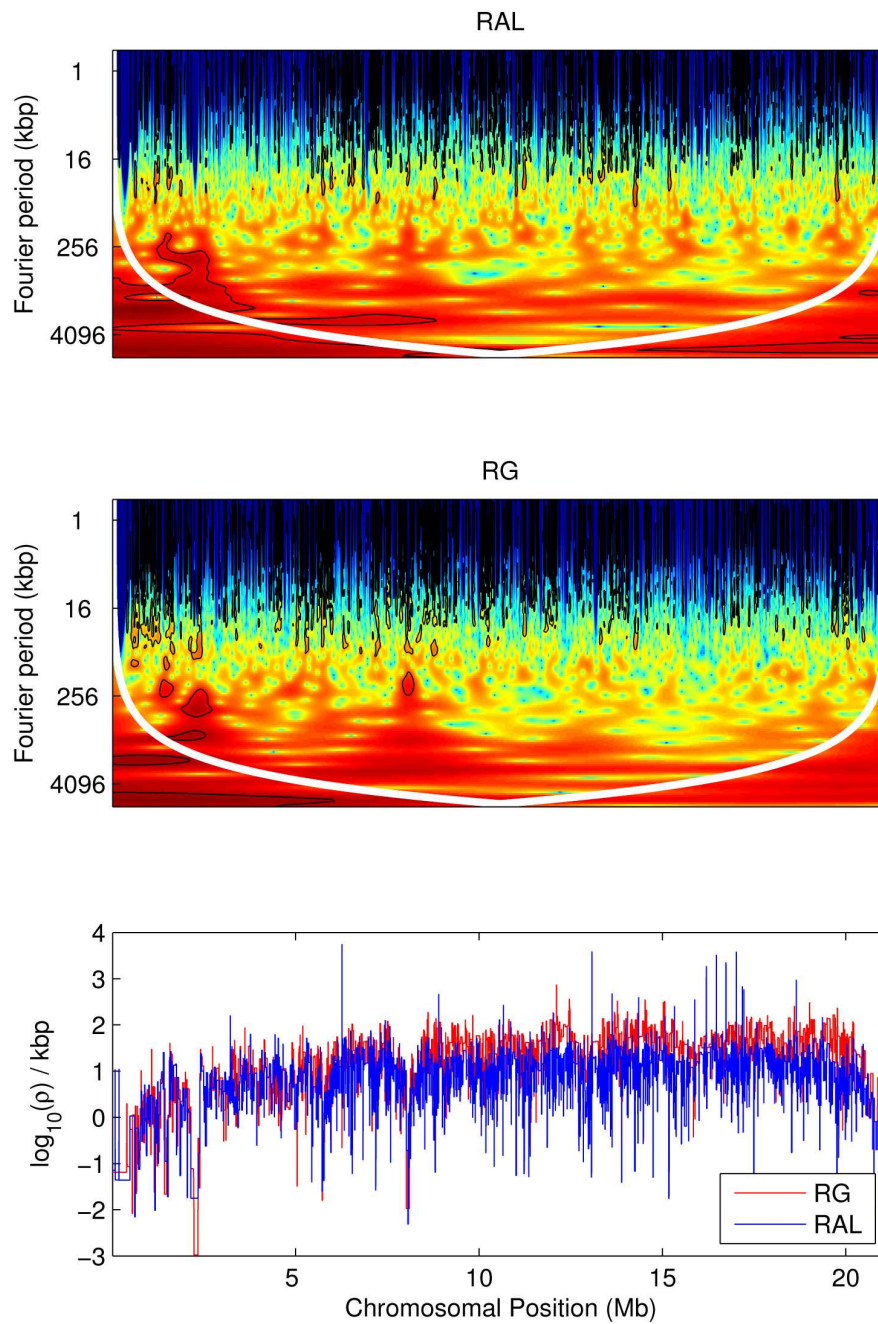 RAL
Fourier period (kbp)
1
16
256
4096
RG
Fourier period (kbp)
1
16
256
4096
log10(ρ) / kbp
4
3
2
1
0
−1
−2
−3
5
10
15
20
RG
RAL
Chromosomal Position (Mb)